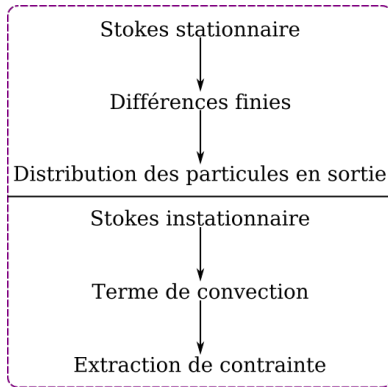 Stokes stationnaire
Différences finies
Distribution des particules en sortie
Stokes instationnaire
Terme de convection
Extraction de contrainte